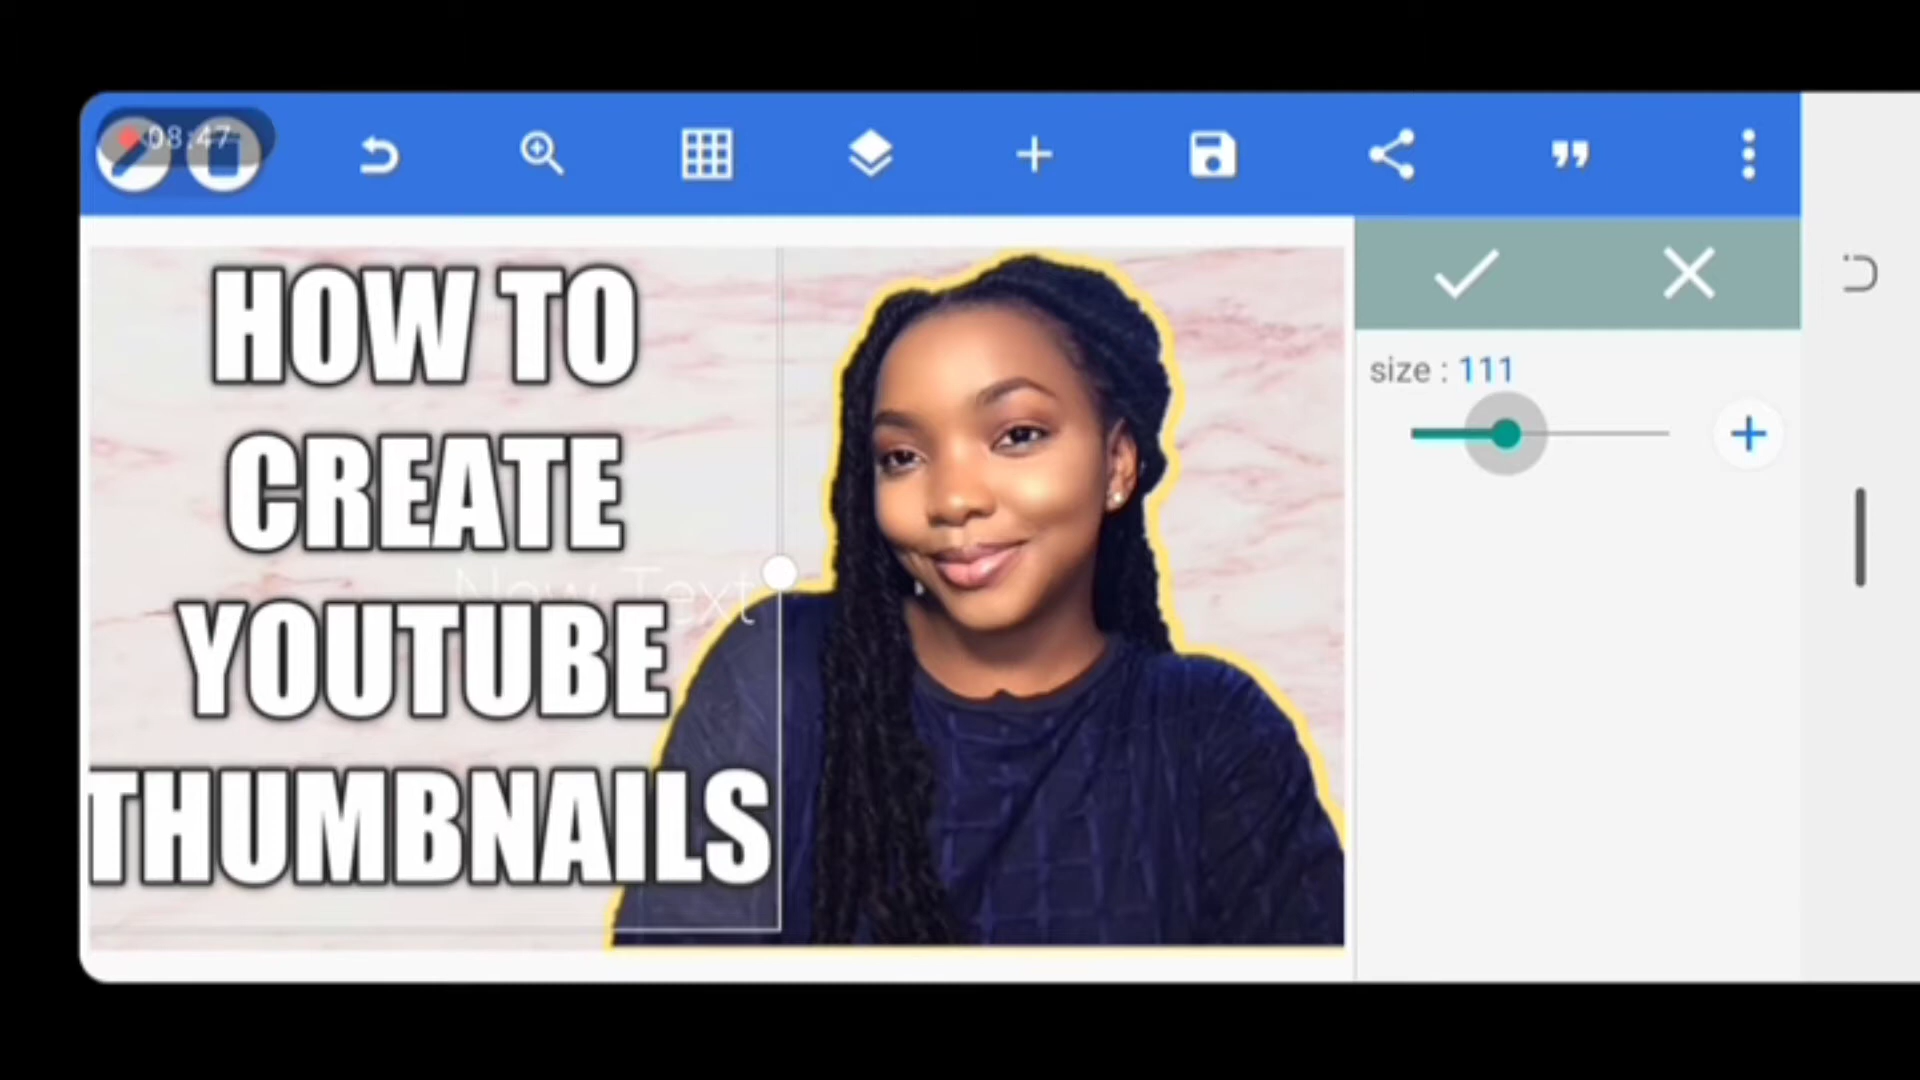 08:47
size : 111
HOW TO
CREATE
New Text
YOUTUBE
THUMBNAILS